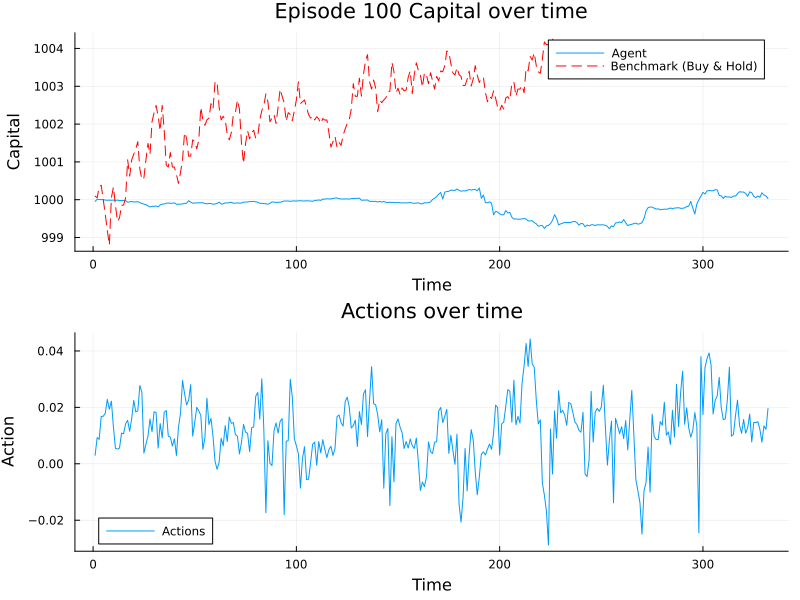 Episode 100 Capital over time
Capital
1004
1003
1002
1001
1000
999
Agent
Benchmark (Buy & Hold)
0
100
200
300
Time
Actions over time
Action
0.04
0.02
0.00
−0.02
Actions
0
100
200
300
Time